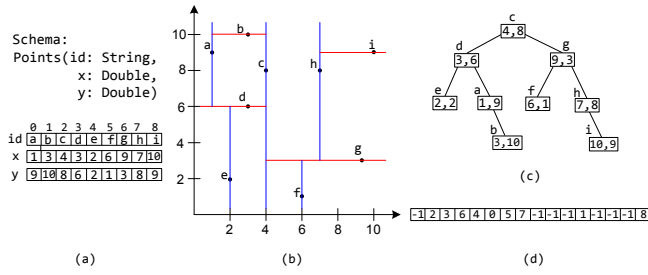 Schema:
Points(id: String,
x: Double,
y: Double)
0 1 2 3 4 5 6 7 8
id a b c d e f g h i
x 1 3 4 3 2 6 9 7 10
y 9 10 8 6 2 1 3 8 9
(a)
10
8
6
4
2
2 4 6 8 10
a
b
c
d
e
f
g
h
i
(b)
c
4,8
d
3,6
g
9,3
e
2,2
a
1,9
f
6,1
h
7,8
b
3,10
i
10,9
(c)
-1 2 3 6 4 0 5 7 -1 -1 -1 1 -1 -1 -1 8
(d)